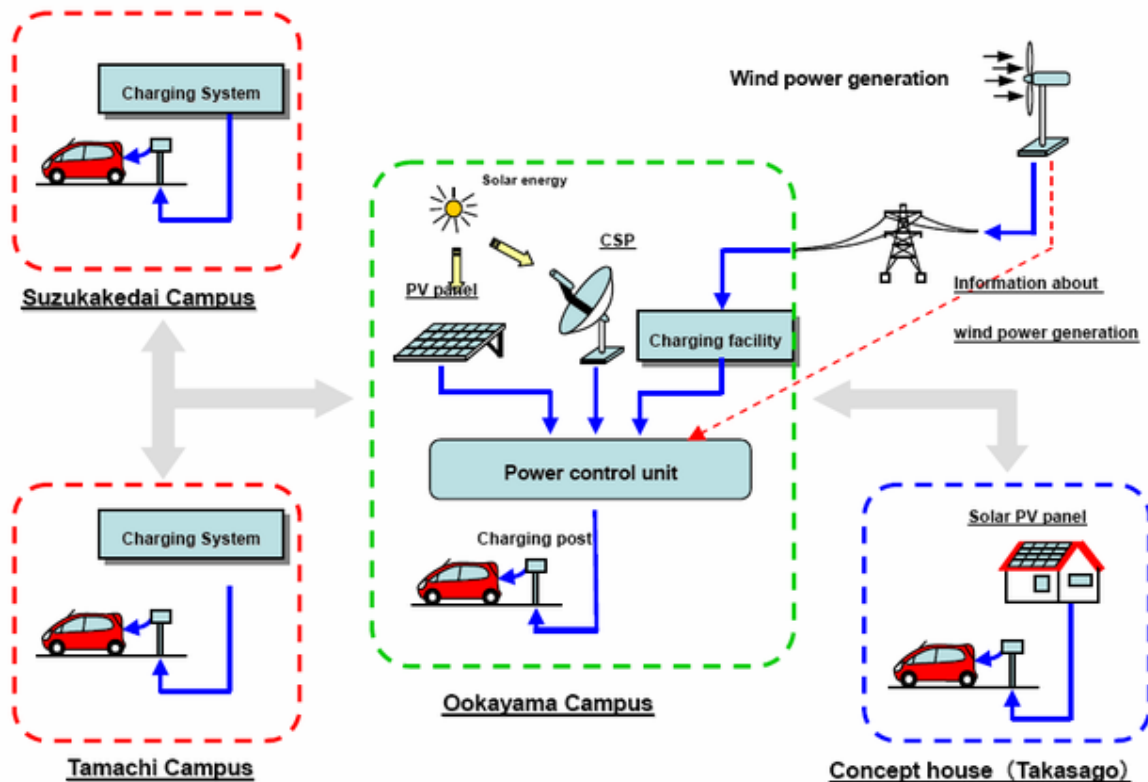 Charging System
Suzukakedai Campus
Wind power generation
Solar energy
CSP
PV panel
Charging facility
Information about
wind power generation
Power control unit
Charging post
Ookayama Campus
Charging System
Tamachi Campus
Solar PV panel
Concept house（Takasago）